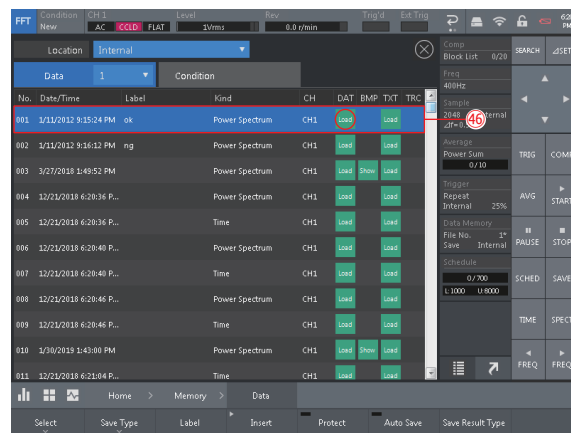 FFT Condition CH 1 Level Rev Trig'd Ext Trig
New AC CCLD FLAT 1Vrms 0.0 r/min
Location Internal
Data 1 Condition
No. Date/Time Label Kind CH DAT BMP TXT TRC
001 1/11/2012 9:15:24 PM ok Power Spectrum CH1 Load Load
46
002 1/11/2012 9:16:12 PM ng Power Spectrum CH1 Load Load
003 3/27/2018 1:49:52 PM Power Spectrum CH1 Load Show Load
004 12/21/2018 6:20:36 P... Power Spectrum CH1 Load Load
005 12/21/2018 6:20:36 P... Time CH1 Load Load
006 12/21/2018 6:20:40 P... Power Spectrum CH1 Load Load
007 12/21/2018 6:20:40 P... Time CH1 Load Load
008 12/21/2018 6:20:46 P... Power Spectrum CH1 Load Load
009 12/21/2018 6:20:46 P... Time CH1 Load Load
010 1/30/2019 1:43:00 PM Power Spectrum CH1 Load Show Load
011 12/21/2018 6:21:04 P... Time CH1 Load Load
Comp
Block List 0/20
Freq
400Hz
Sample
2048
Average
Power Sum
0/10
Trigger
Repeat
Internal 25%
Data Memory
File No. 1*
Save Internal
Schedule
0/700
L:1000 U:8000
SEARCH ⊿SET
TRIG COM
AVG START
PAUSE STOP
SCHED SAVE
TIME SPEC
FREQ FREQ
Home > Memory > Data
Select Save Type Label Insert Protect Auto Save Save Result Type